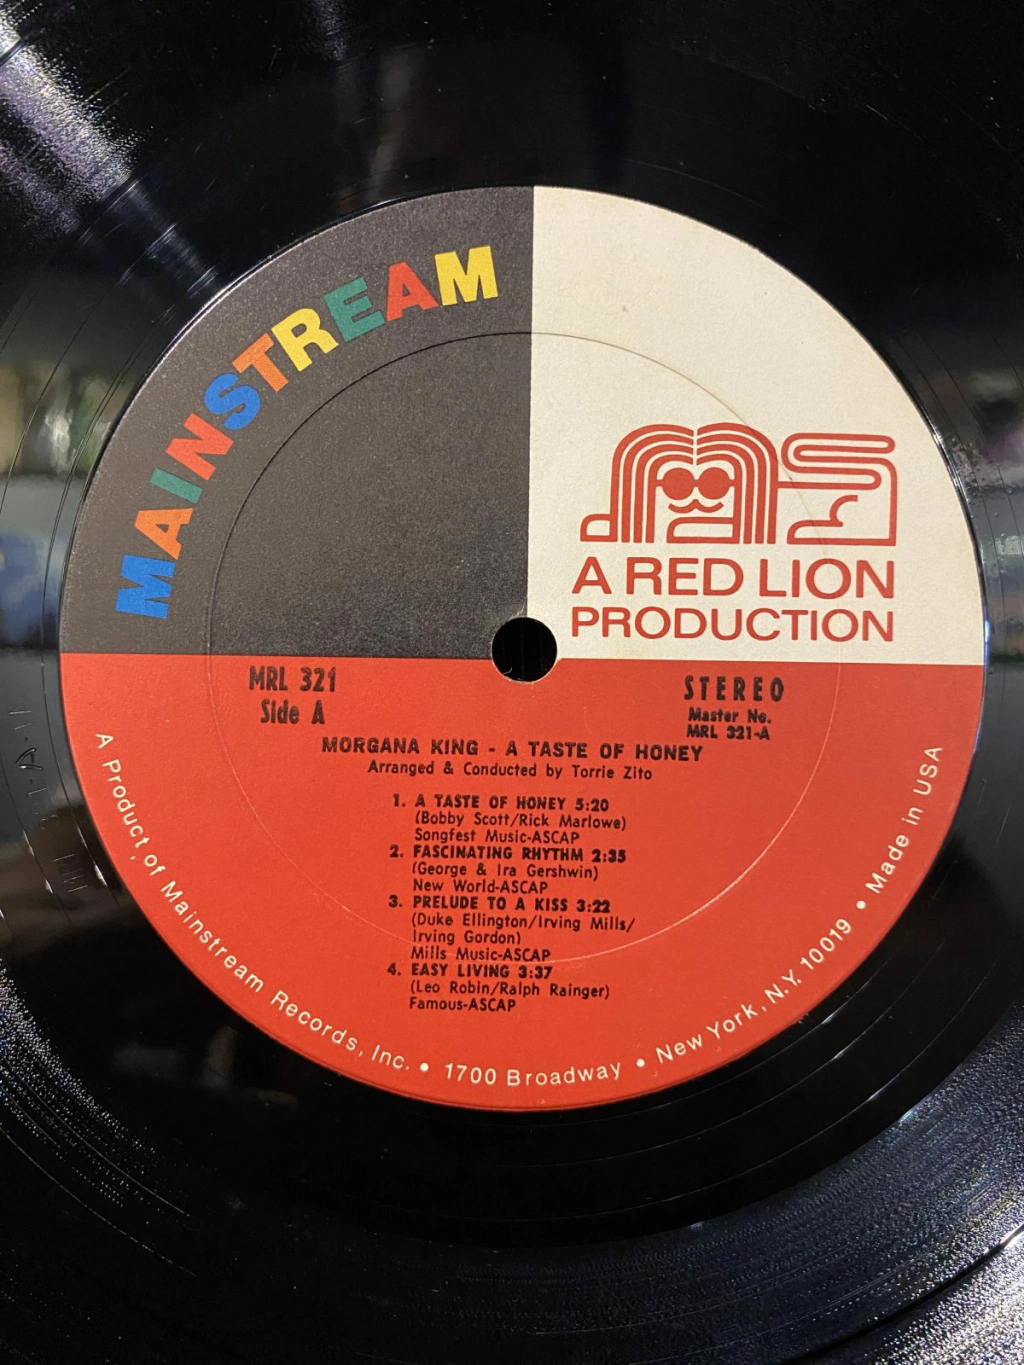 MAINSTREAM
A RED LION
PRODUCTION
MRL 321
Side A
STEREO
Master No.
MRL 321-A
MORGANA KING - A TASTE OF HONEY
Arranged & Conducted by Torrie Zito
1. A TASTE OF HONEY 5:20
(Bobby Scott/Rick Marlowe)
Songfest Music-ASCAP
2. FASCINATING RHYTHM 2:35
(George & Ira Gershwin)
New World-ASCAP
3. PRELUDE TO A KISS 3:22
(Duke Ellington/Irving Mills/
Irving Gordon)
Mills Music-ASCAP
4. EASY LIVING 3:37
(Leo Robin/Ralph Rainger)
Famous-ASCAP
A Product of Mainstream Records, Inc. • 1700 Broadway • New York, N.Y. 10019 • Made in USA